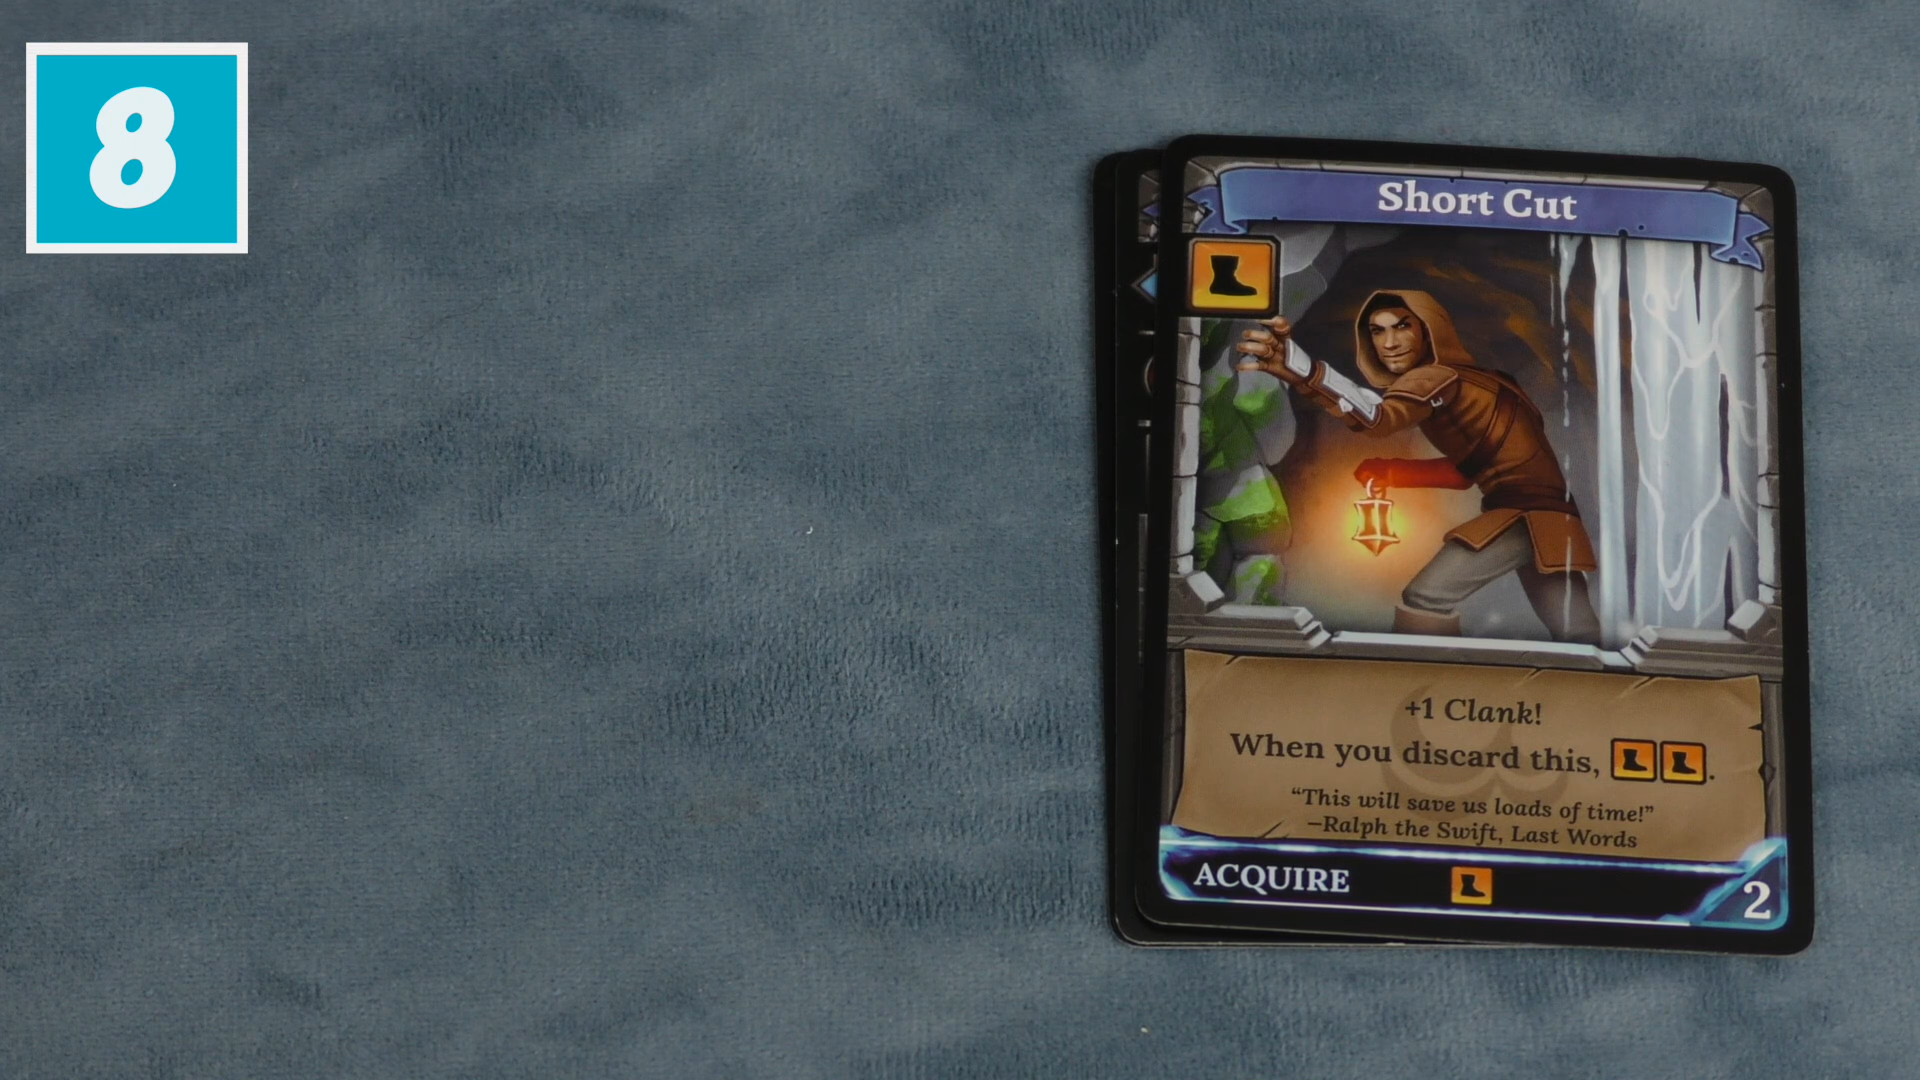 8
Short Cut
+1 Clank!
When you discard this, .
“This will save us loads of time!”
–Ralph the Swift, Last Words
ACQUIRE
2